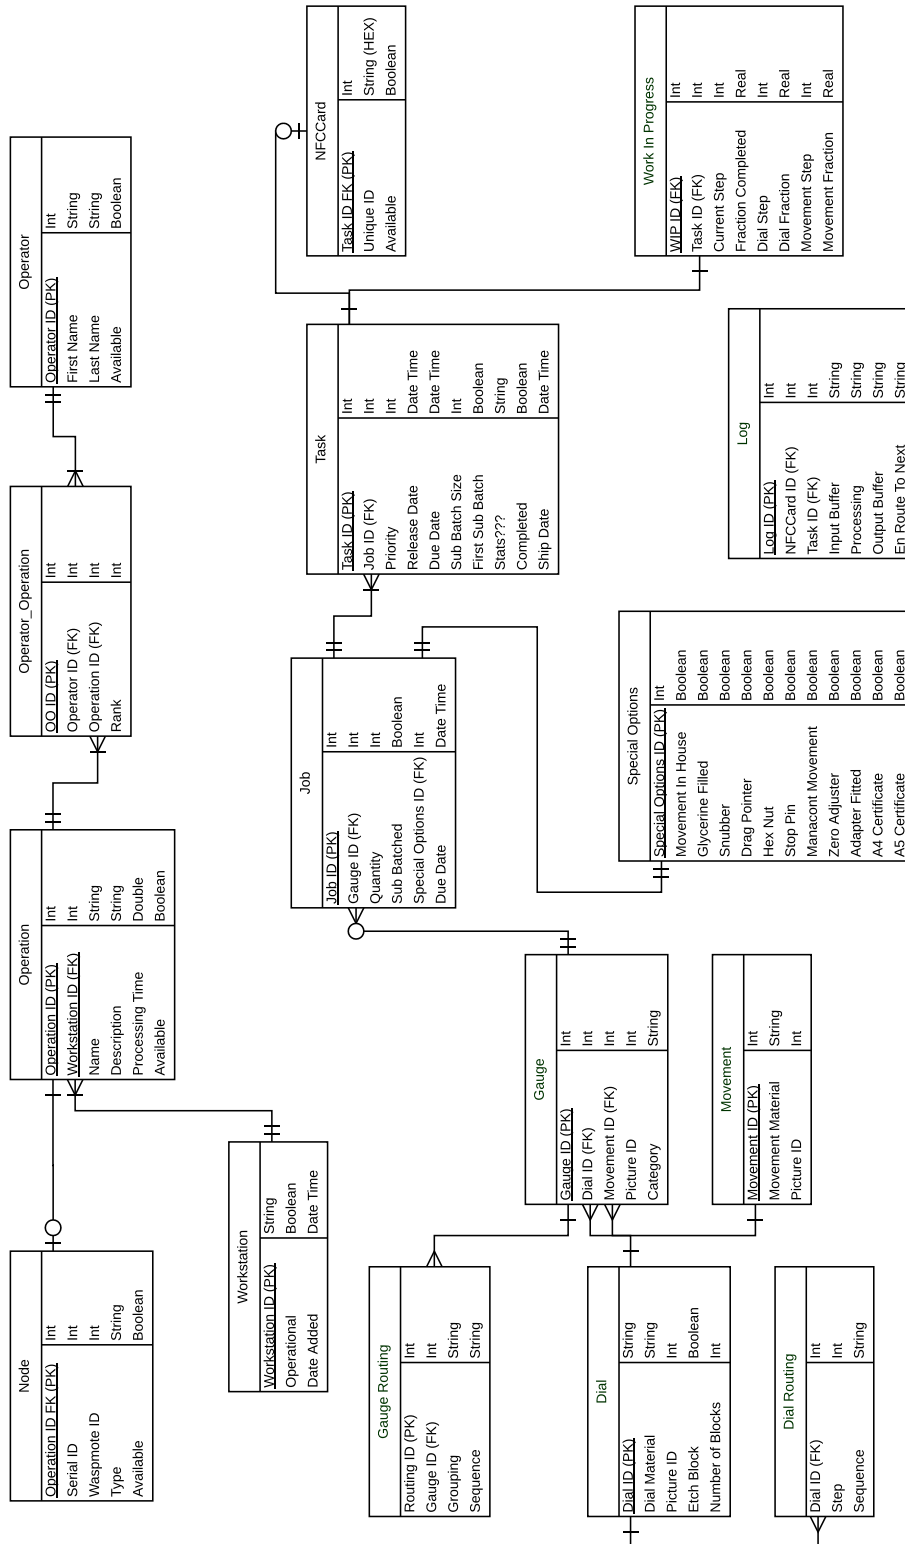 Node
Operation ID FK (PK) Int
Serial ID Int
Waspmote ID Int
Type String
Available Boolean
Operation
Operation ID (PK) Int
Workstation ID (FK) Int
Name String
Description String
Processing Time Double
Available Boolean
Operator_Operation
OO ID (PK) Int
Operator ID (FK) Int
Operation ID (FK) Int
Rank Int
Operator
Operator ID (PK) Int
First Name String
Last Name String
Available Boolean
Workstation
Workstation ID (PK) String
Operational Boolean
Date Added Date Time
Job
Job ID (PK) Int
Gauge ID (FK) Int
Quantity Int
Sub Batched Boolean
Special Options ID (FK) Int
Due Date Date Time
Task
Task ID (PK) Int
Job ID (FK) Int
Priority Int
Release Date Date Time
Due Date Date Time
Sub Batch Size Int
First Sub Batch Boolean
Stats??? String
Completed Boolean
Ship Date Date Time
NFCCard
Task ID FK (PK) Int
Unique ID String (HEX)
Available Boolean
Gauge Routing
Routing ID (PK) Int
Gauge ID (FK) Int
Grouping String
Sequence String
Gauge
Gauge ID (PK) Int
Dial ID (FK) Int
Movement ID (FK) Int
Picture ID Int
Category String
Special Options
Special Options ID (PK) Int
Movement In House Boolean
Glycerine Filled Boolean
Snubber Boolean
Drag Pointer Boolean
Hex Nut Boolean
Stop Pin Boolean
Manacont Movement Boolean
Zero Adjuster Boolean
Adapter Fitted Boolean
A4 Certificate Boolean
A5 Certificate Boolean
Work In Progress
WIP ID (FK) Int
Task ID (FK) Int
Current Step Int
Fraction Completed Real
Dial Step Int
Dial Fraction Real
Movement Step Int
Movement Fraction Real
Dial
Dial ID (PK) String
Dial Material String
Picture ID Int
Etch Block Boolean
Number of Blocks Int
Movement
Movement ID (PK) Int
Movement Material String
Picture ID Int
Log
Log ID (PK) Int
NFCCard ID (FK) Int
Task ID (FK) Int
Input Buffer String
Processing String
Output Buffer String
En Route To Next String
Dial Routing
Dial ID (FK) Int
Step Int
Sequence String